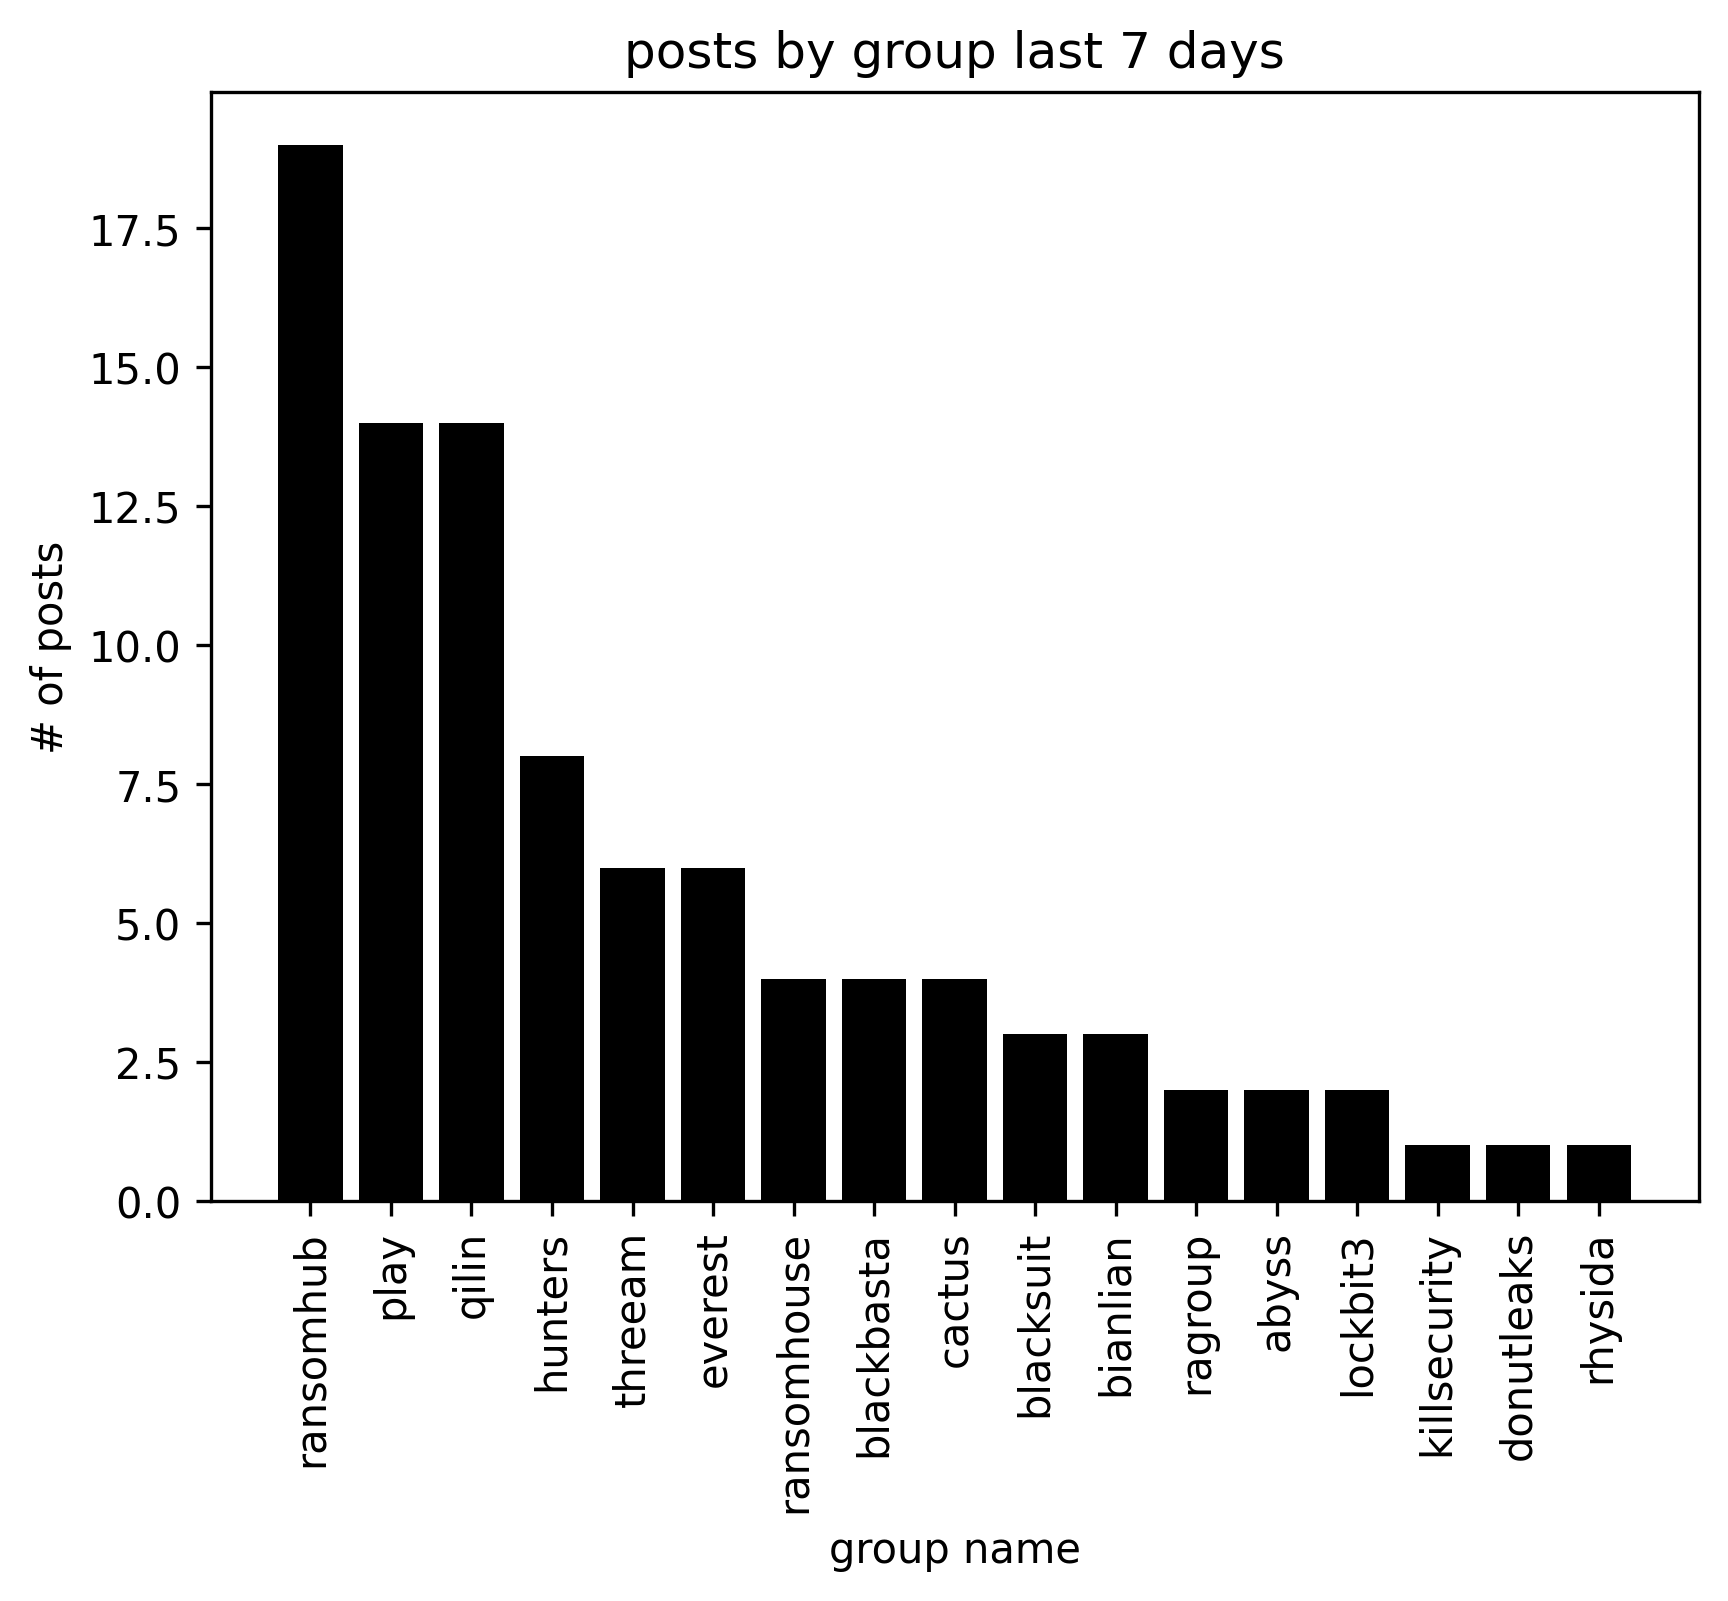 posts by group last 7 days
# of posts
17.5
15.0
12.5
10.0
7.5
5.0
2.5
0.0
ransomhub
play
qilin
hunters
threeam
everest
ransomhouse
blackbasta
cactus
blacksuit
bianlian
ragroup
abyss
lockbit3
killsecurity
donutleaks
rhysida
group name